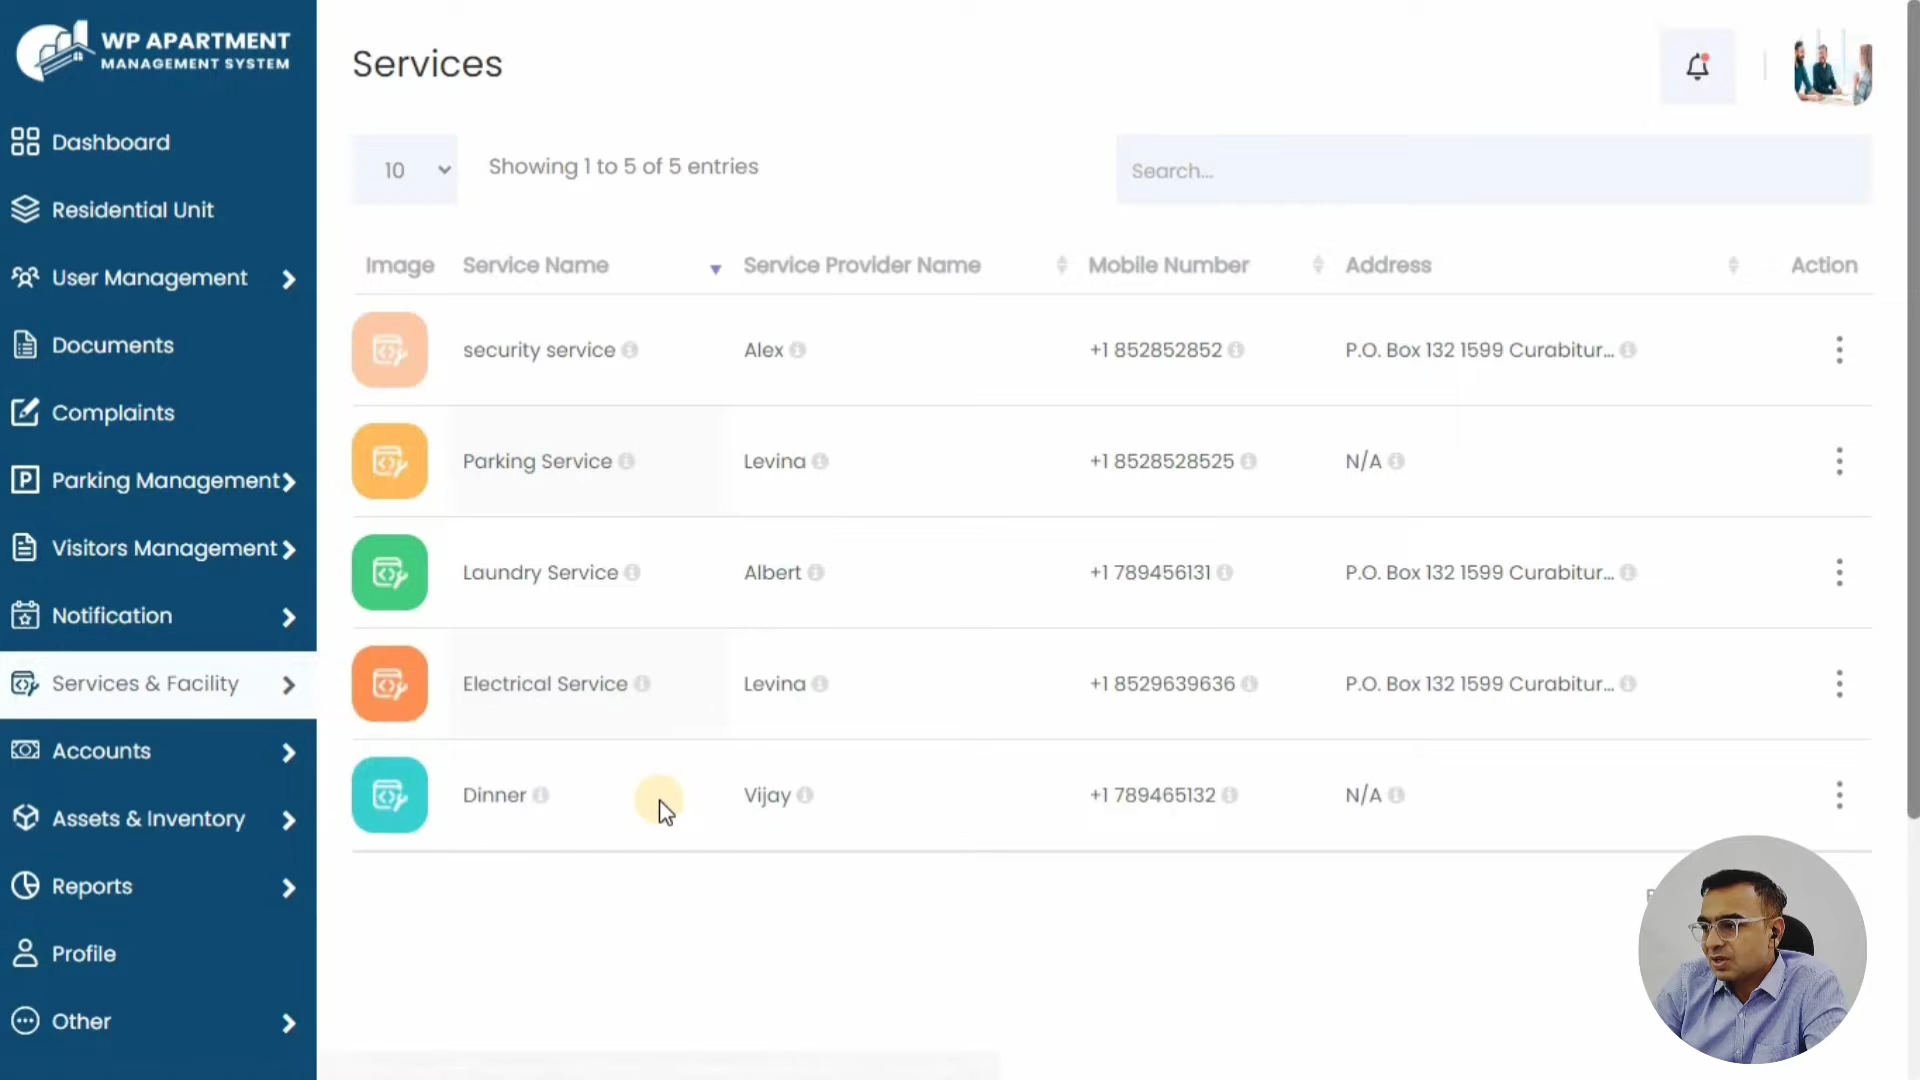 WP APARTMENT
MANAGEMENT SYSTEM
Dashboard
Residential Unit
User Management
Documents
Complaints
Parking Management
Visitors Management
Notification
Services & Facility
Accounts
Assets & Inventory
Reports
Profile
Other
Services
10
Showing 1 to 5 of 5 entries
Search...
Image Service Name Service Provider Name Mobile Number Address Action
security service Alex +1 852852852 P.O. Box 132 1599 Curabitur...
Parking Service Levina +1 8528528525 N/A
Laundry Service Albert +1 789456131 P.O. Box 132 1599 Curabitur...
Electrical Service Levina +1 8529639636 P.O. Box 132 1599 Curabitur...
Dinner Vijay +1 789465132 N/A